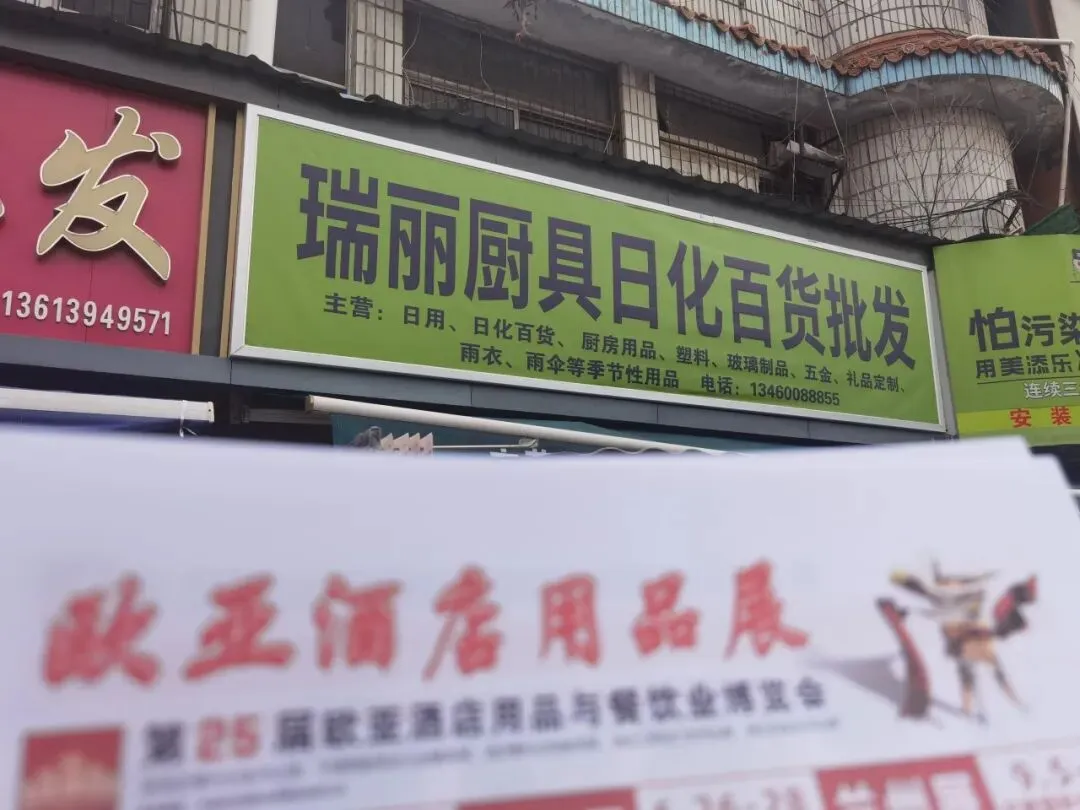 发
13613949571
瑞丽厨具日化百货批发
主营：日用、日化百货、厨房用品、塑料、玻璃制品、五金、礼品定制、
雨衣、雨伞等季节性用品 电话：13460088855
怕污染
用美添乐
连续三
安装
欧亚酒店用品展
第25届欧亚酒店用品与餐饮业博览会